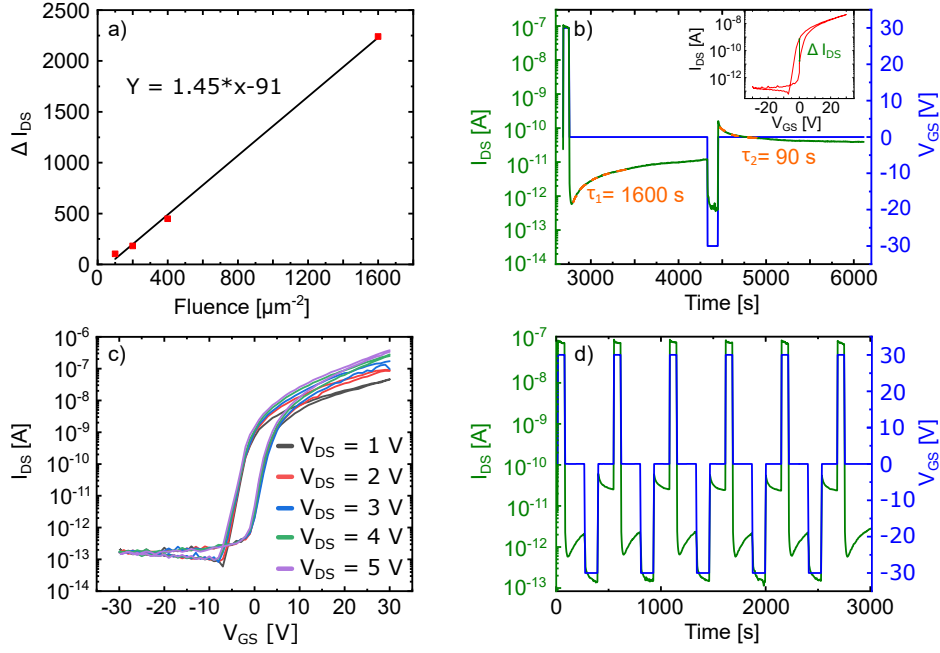 a)
Y = 1.45*x-91
Δ I_DS
2500
2250
2000
1500
1000
500
250
0
0 400 800 1200 1600
Fluence [µm⁻²]
b)
I_DS [A]
10⁻⁷
10⁻⁸
10⁻⁹
10⁻¹⁰
10⁻¹¹
10⁻¹²
10⁻¹³
10⁻¹⁴
3000 4000 5000 6000
Time [s]
30
20
10
0
-10
-20
-30
V_GS [V]
τ₁= 1600 s
τ₂= 90 s
I_DS [A]
10⁻⁸
10⁻¹⁰
10⁻¹²
Δ I_DS
-20 0 20
V_GS [V]
c)
I_DS [A]
10⁻⁶
10⁻⁷
10⁻⁸
10⁻⁹
10⁻¹⁰
10⁻¹¹
10⁻¹²
10⁻¹³
10⁻¹⁴
V_DS = 1 V
V_DS = 2 V
V_DS = 3 V
V_DS = 4 V
V_DS = 5 V
-30 -20 -10 0 10 20 30
V_GS [V]
d)
I_DS [A]
10⁻⁷
10⁻⁸
10⁻⁹
10⁻¹⁰
10⁻¹¹
10⁻¹²
10⁻¹³
0 1000 2000 3000
Time [s]
30
20
10
0
-10
-20
-30
V_GS [V]